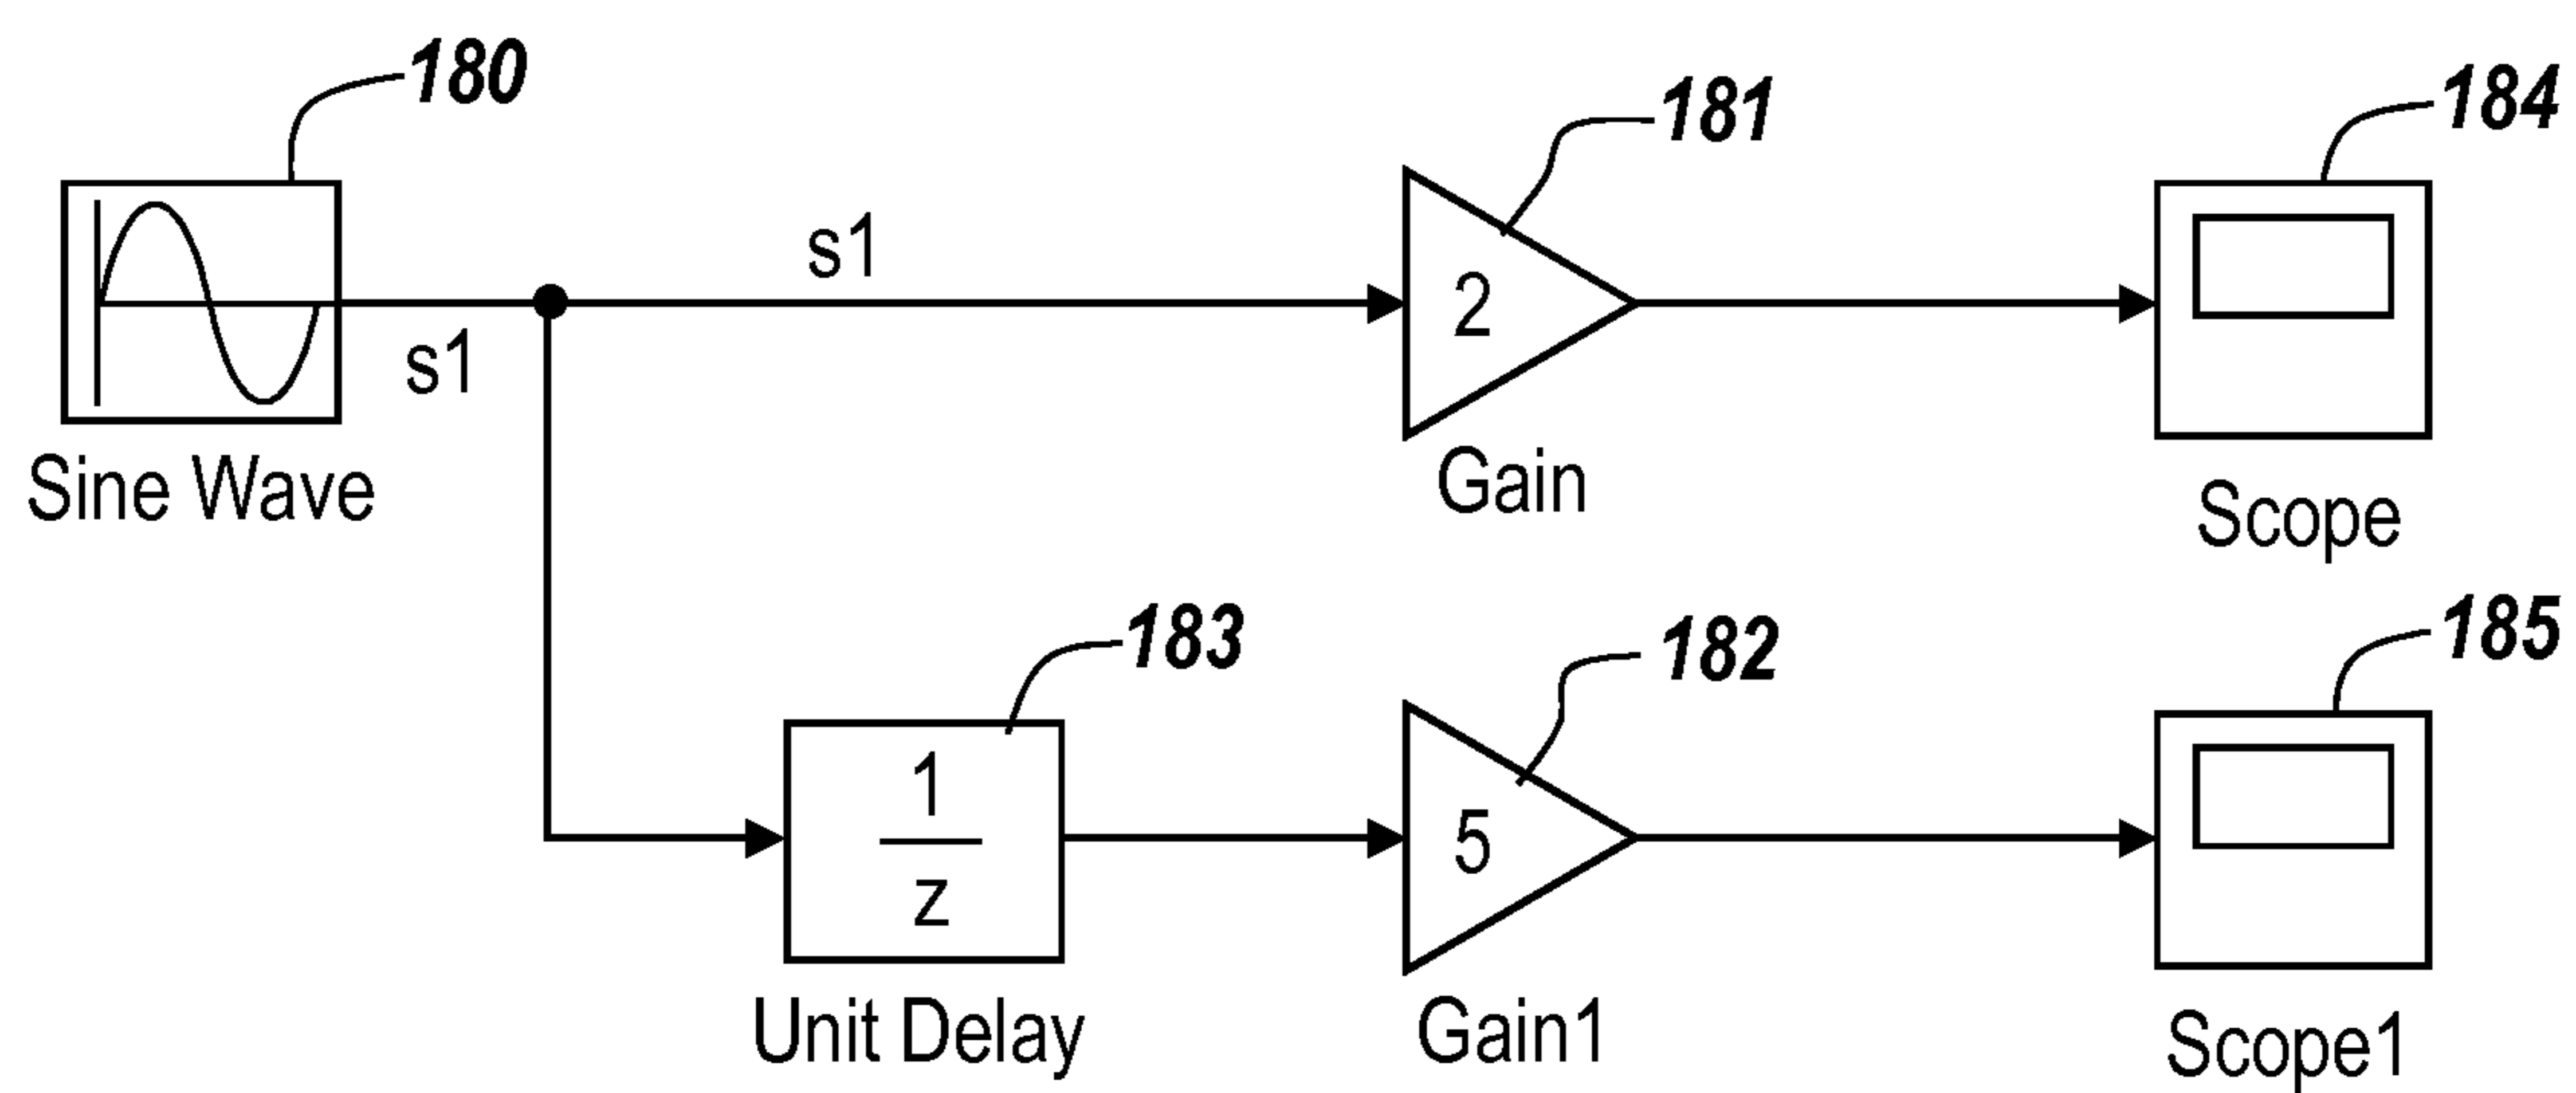 180
181
184
s1
s1
2
Sine Wave
Gain
Scope
183
182
185
1
z
5
Unit Delay
Gain1
Scope1